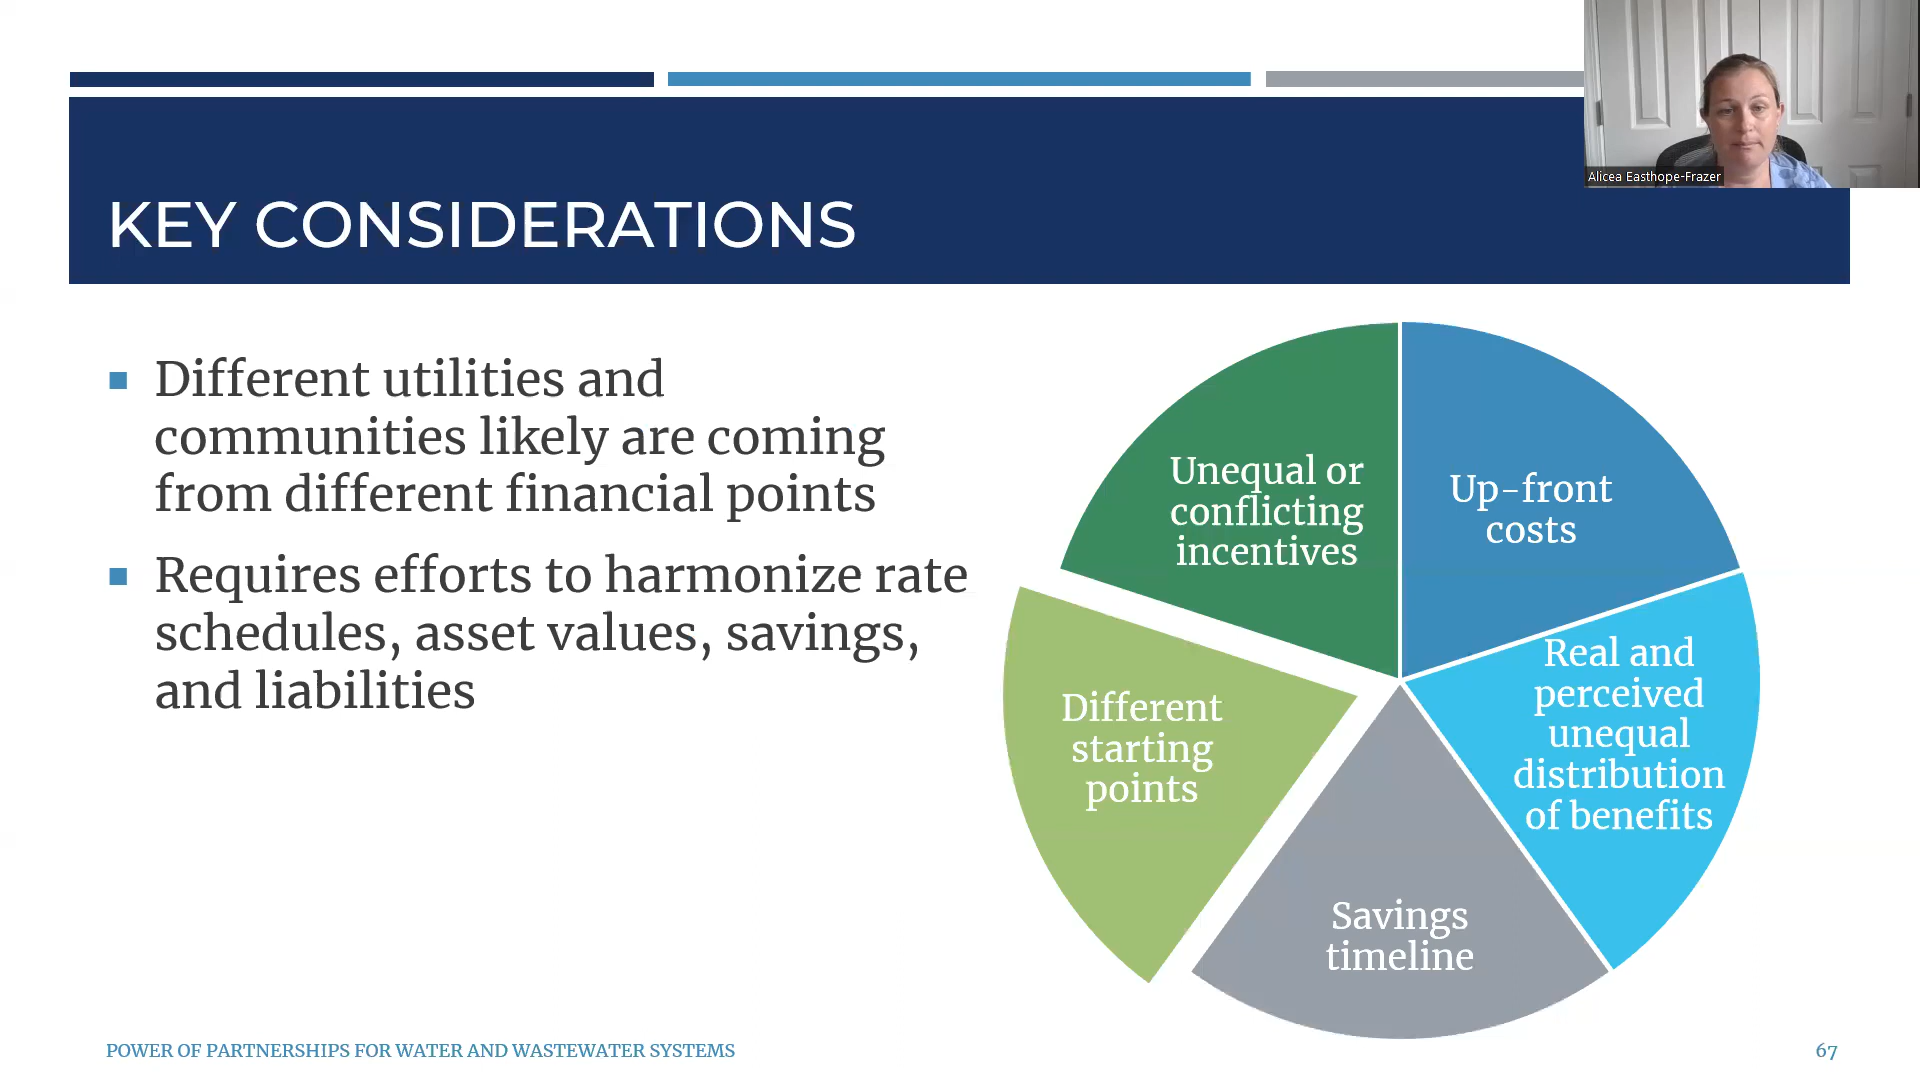 Alicea Easthope-Frazer
KEY CONSIDERATIONS
Different utilities and
communities likely are coming
from different financial points
Requires efforts to harmonize rate
schedules, asset values, savings,
and liabilities
Unequal or
conflicting
incentives
Up-front
costs
Real and
perceived
unequal
distribution
of benefits
Different
starting
points
Savings
timeline
POWER OF PARTNERSHIPS FOR WATER AND WASTEWATER SYSTEMS
67